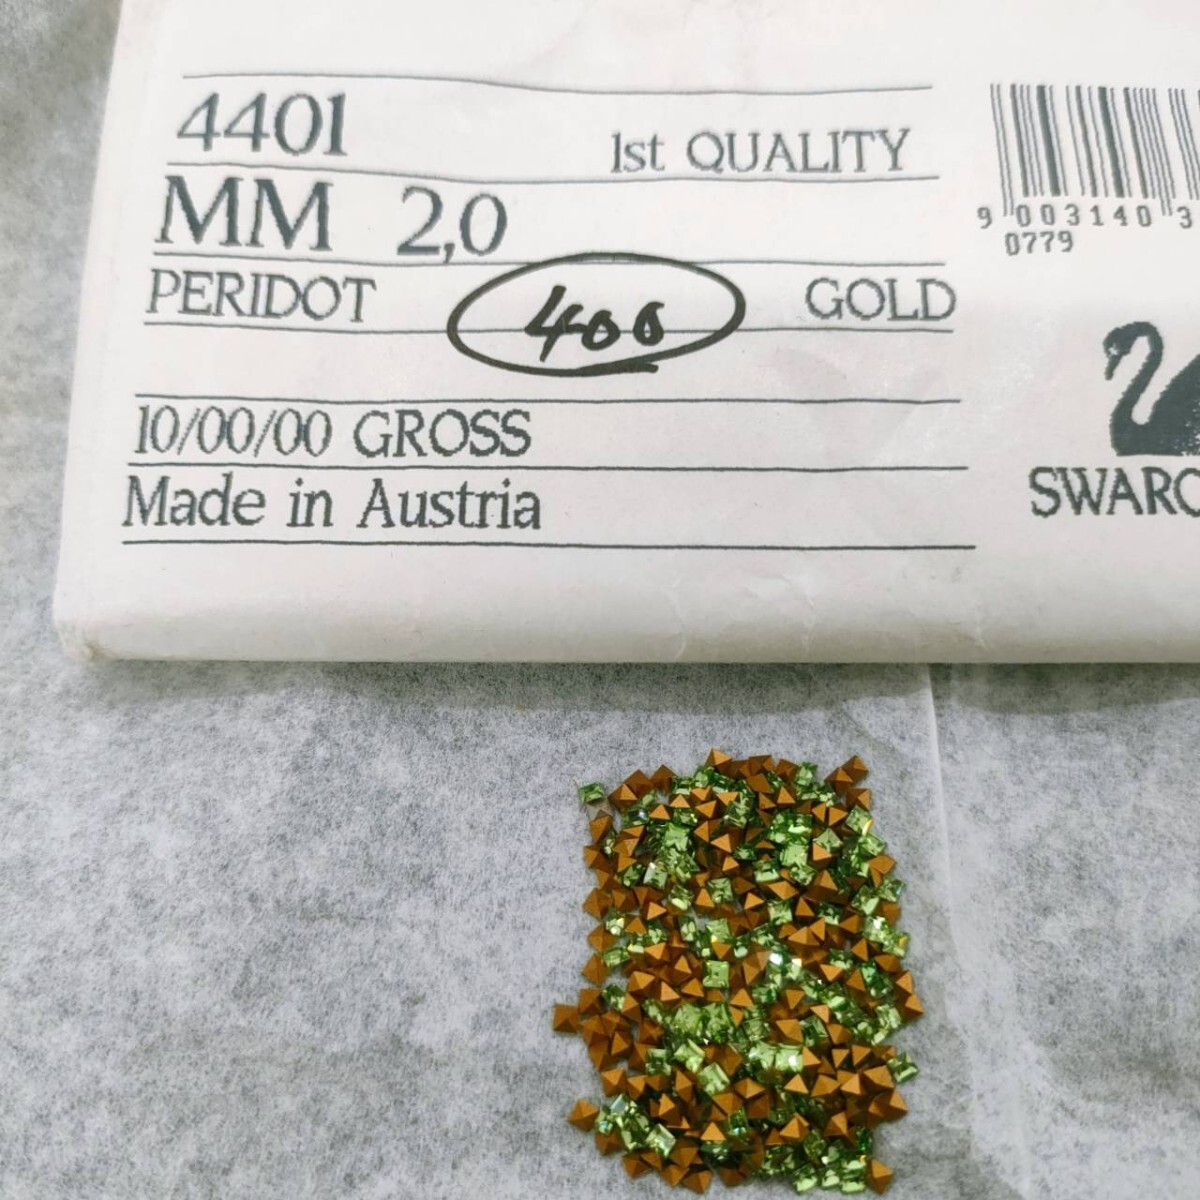 4401
1st QUALITY
MM 2,0
PERIDOT 400 GOLD
10/00/00 GROSS
Made in Austria
9 003140 3
0779
SWARO